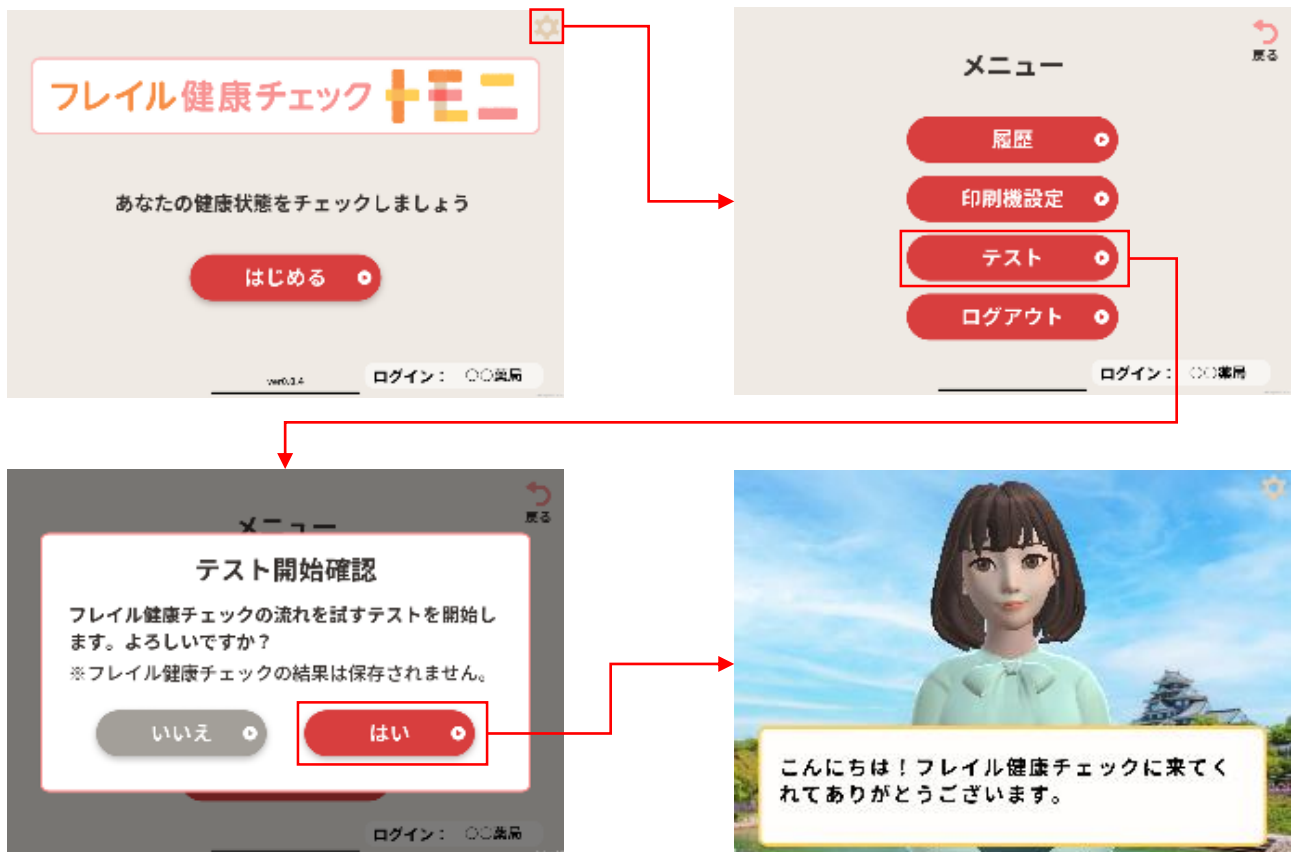 フレイル健康チェック トモニ
あなたの健康状態をチェックしましょう
はじめる
ver0.1.4
ログイン： ○○薬局
戻る
メニュー
履歴
印刷機設定
テスト
ログアウト
ログイン： ○○薬局
戻る
メニュー
テスト開始確認
フレイル健康チェックの流れを試すテストを開始し
ます。よろしいですか？
※フレイル健康チェックの結果は保存されません。
いいえ
はい
ログイン： ○○薬局
こんにちは！フレイル健康チェックに来てく
れてありがとうございます。